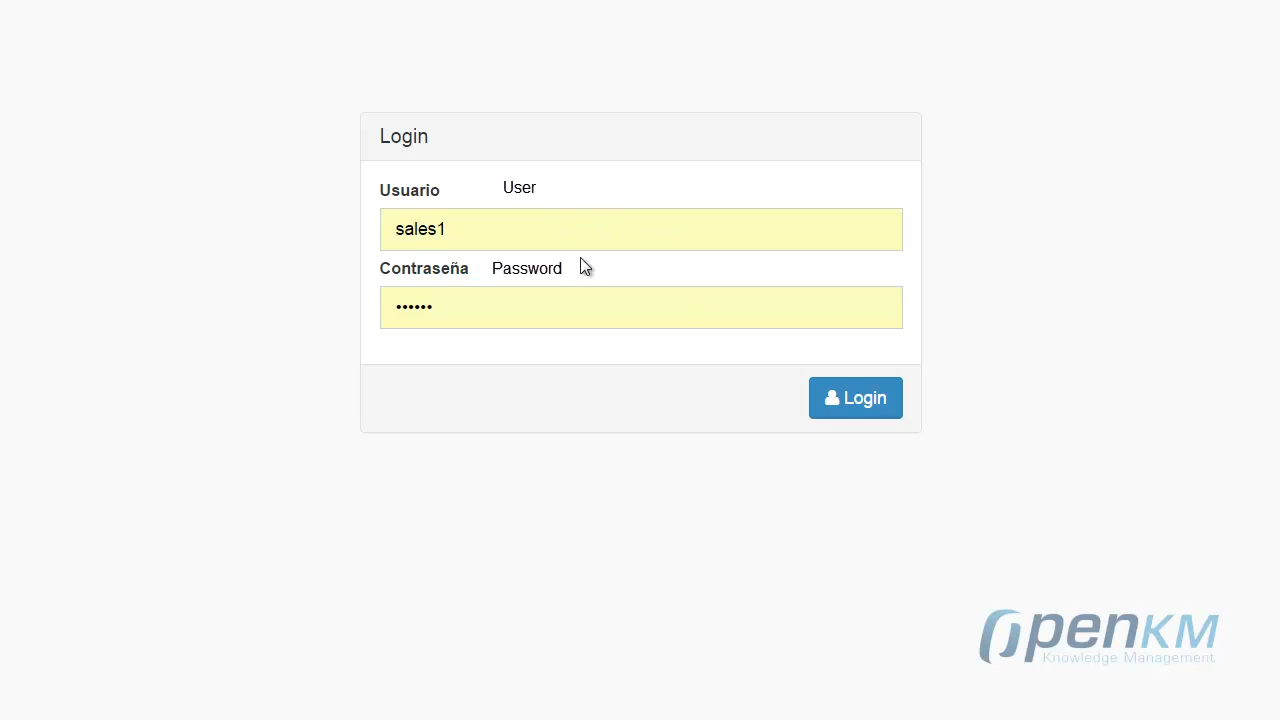 Login
Usuario User
sales1
Contraseña Password
••••••
Login
OpenKM
Knowledge Management